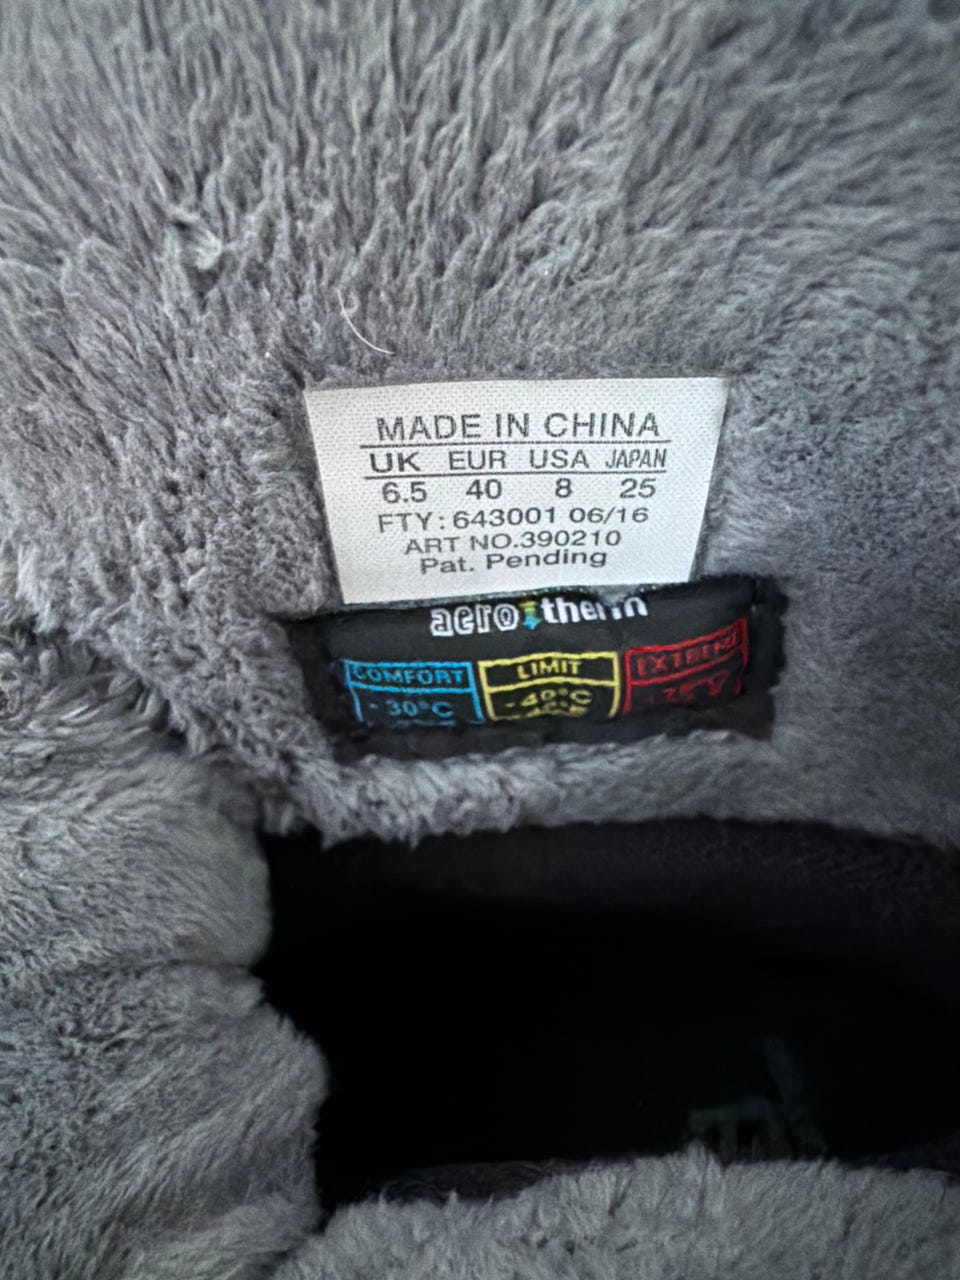 MADE IN CHINA
UK EUR USA JAPAN
6.5 40 8 25
FTY: 643001 06/16
ART NO.390210
Pat. Pending
aerotherm
COMFORT LIMIT EXTREME
- 30°C - 40°C